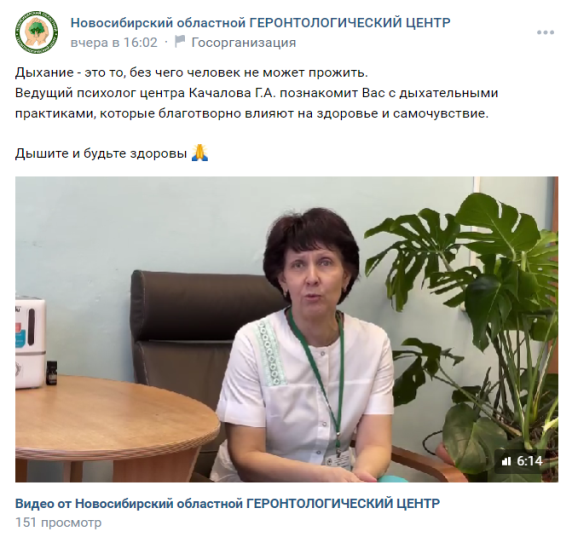 Новосибирский областной ГЕРОНТОЛОГИЧЕСКИЙ ЦЕНТР
вчера в 16:02 · Госорганизация
Дыхание - это то, без чего человек не может прожить.
Ведущий психолог центра Качалова Г.А. познакомит Вас с дыхательными
практиками, которые благотворно влияют на здоровье и самочувствие.
Дышите и будьте здоровы 🙏
6:14
Видео от Новосибирский областной ГЕРОНТОЛОГИЧЕСКИЙ ЦЕНТР
151 просмотр